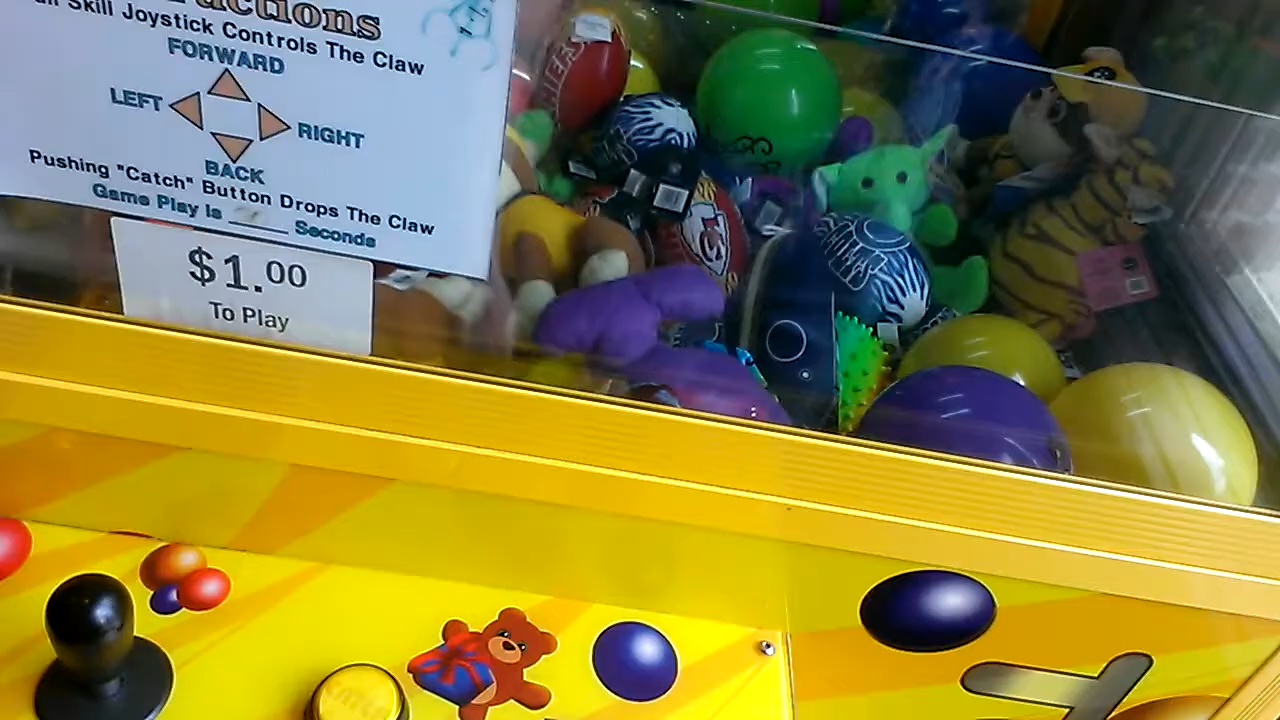 Skill Joystick Controls The Claw
FORWARD
LEFT
RIGHT
BACK
Pushing "Catch" Button Drops The Claw
Game Play Is ____ Seconds
$1.00
To Play